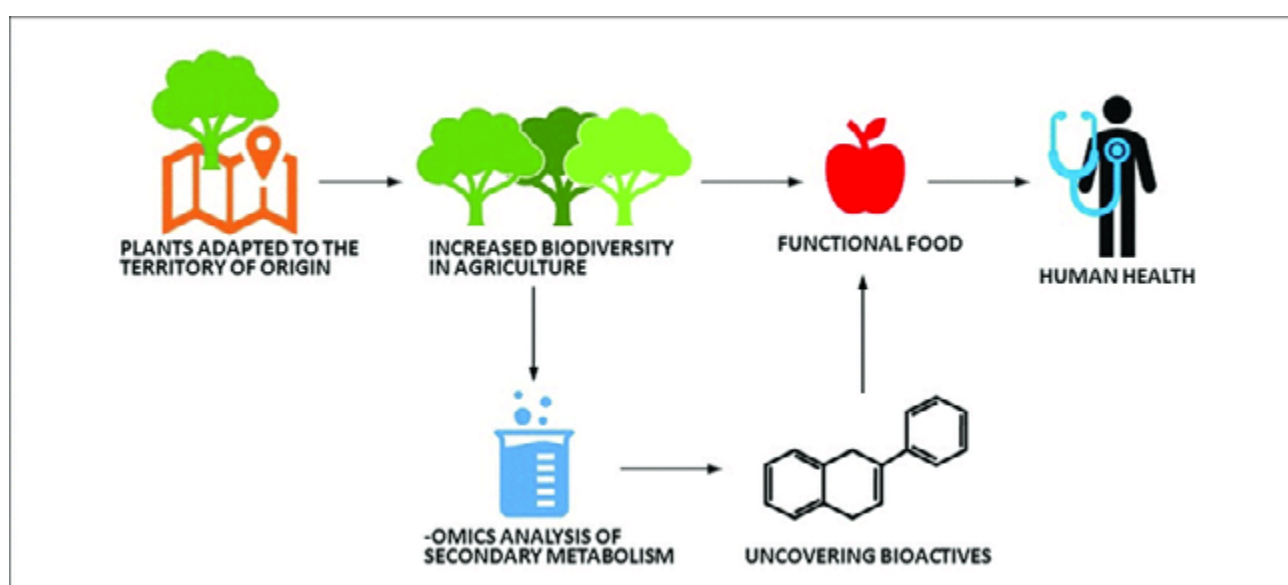 PLANTS ADAPTED TO THE
TERRITORY OF ORIGIN
INCREASED BIODIVERSITY
IN AGRICULTURE
FUNCTIONAL FOOD
HUMAN HEALTH
-OMICS ANALYSIS OF
SECONDARY METABOLISM
UNCOVERING BIOACTIVES